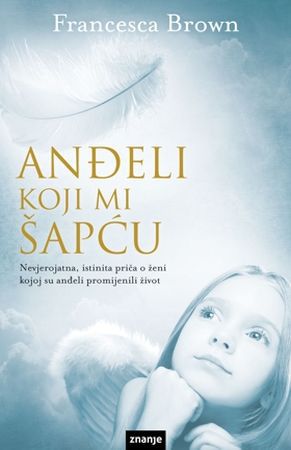 Francesca Brown
ANĐELI
KOJI MI
ŠAPĆU
Nevjerojatna, istinita priča o ženi
kojoj su anđeli promijenili život
znanje